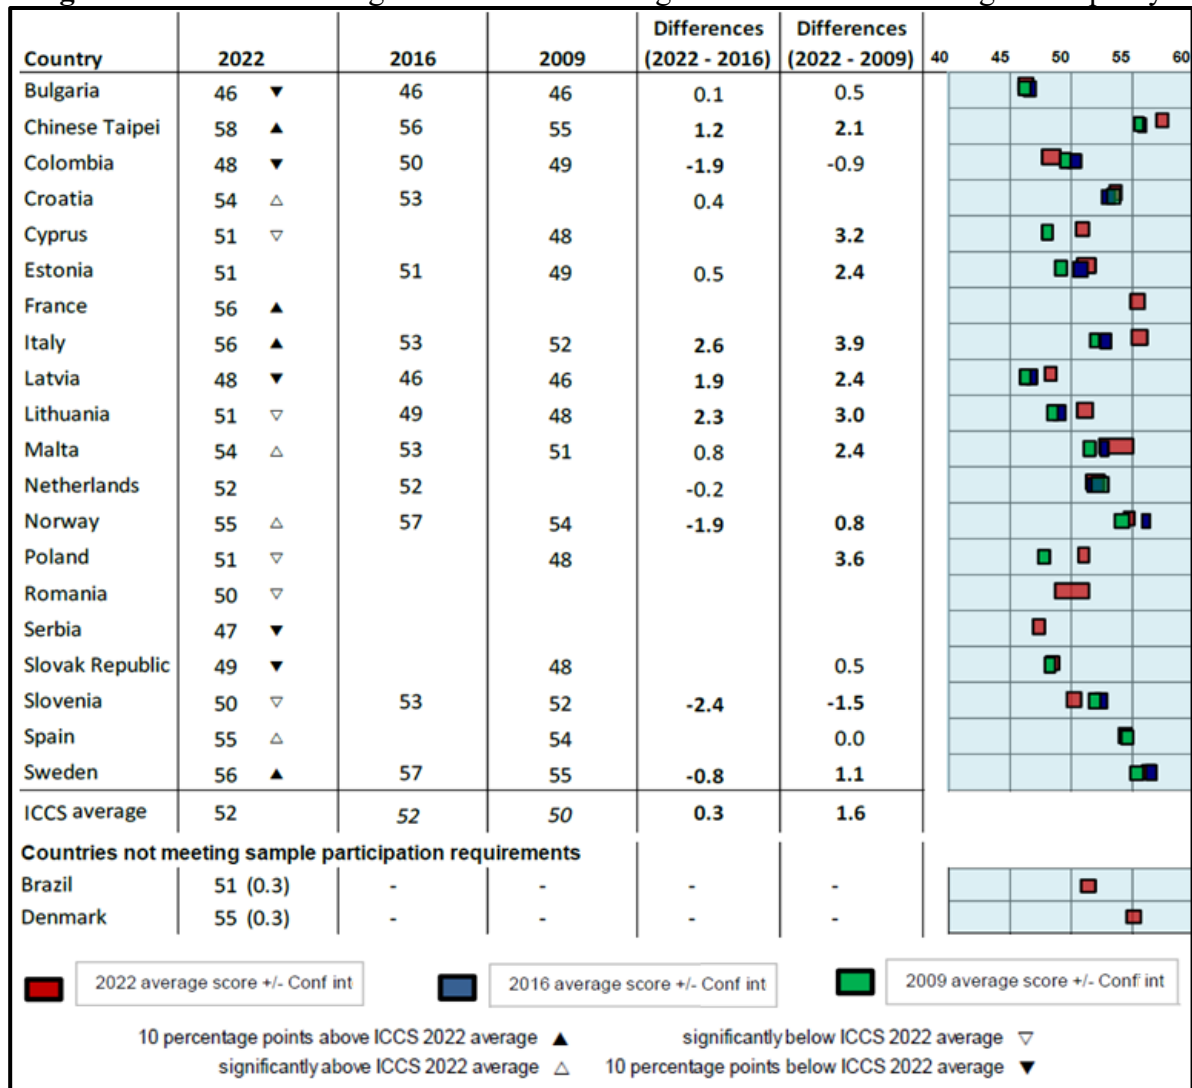 Differences Differences
Country 2022 2016 2009 (2022 - 2016) (2022 - 2009) 40 45 50 55 60
Bulgaria 46 ▼ 46 46 0.1 0.5
Chinese Taipei 58 ▲ 56 55 1.2 2.1
Colombia 48 ▼ 50 49 -1.9 -0.9
Croatia 54 △ 53 0.4
Cyprus 51 ▽ 48 3.2
Estonia 51 51 49 0.5 2.4
France 56 ▲
Italy 56 ▲ 53 52 2.6 3.9
Latvia 48 ▼ 46 46 1.9 2.4
Lithuania 51 ▽ 49 48 2.3 3.0
Malta 54 △ 53 51 0.8 2.4
Netherlands 52 52 -0.2
Norway 55 △ 57 54 -1.9 0.8
Poland 51 ▽ 48 3.6
Romania 50 ▽
Serbia 47 ▼
Slovak Republic 49 ▼ 48 0.5
Slovenia 50 ▽ 53 52 -2.4 -1.5
Spain 55 △ 54 0.0
Sweden 56 ▲ 57 55 -0.8 1.1
ICCS average 52 52 50 0.3 1.6
Countries not meeting sample participation requirements
Brazil 51 (0.3) - - - -
Denmark 55 (0.3) - - - -
2022 average score +/- Conf int 2016 average score +/- Conf int 2009 average score +/- Conf int
10 percentage points above ICCS 2022 average ▲ significantly below ICCS 2022 average ▽
significantly above ICCS 2022 average △ 10 percentage points below ICCS 2022 average ▼